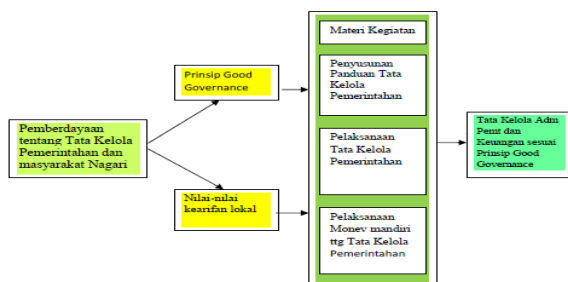 Pemberdayaan
tentang Tata Kelola
Pemerintahan dan
masyarakat Nagari
Prinsip Good
Governance
Nilai-nilai
kearifan lokal
Materi Kegiatan
Penyusunan
Panduan Tata
Kelola
Pemerintahan
Pelaksanaan
Tata Kelola
Pemerintahan
Pelaksanaan
Monev mandiri
ttg Tata Kelola
Pemerintahan
Tata Kelola Adm
Pemt dan
Keuangan sesuai
Prinsip Good
Governance